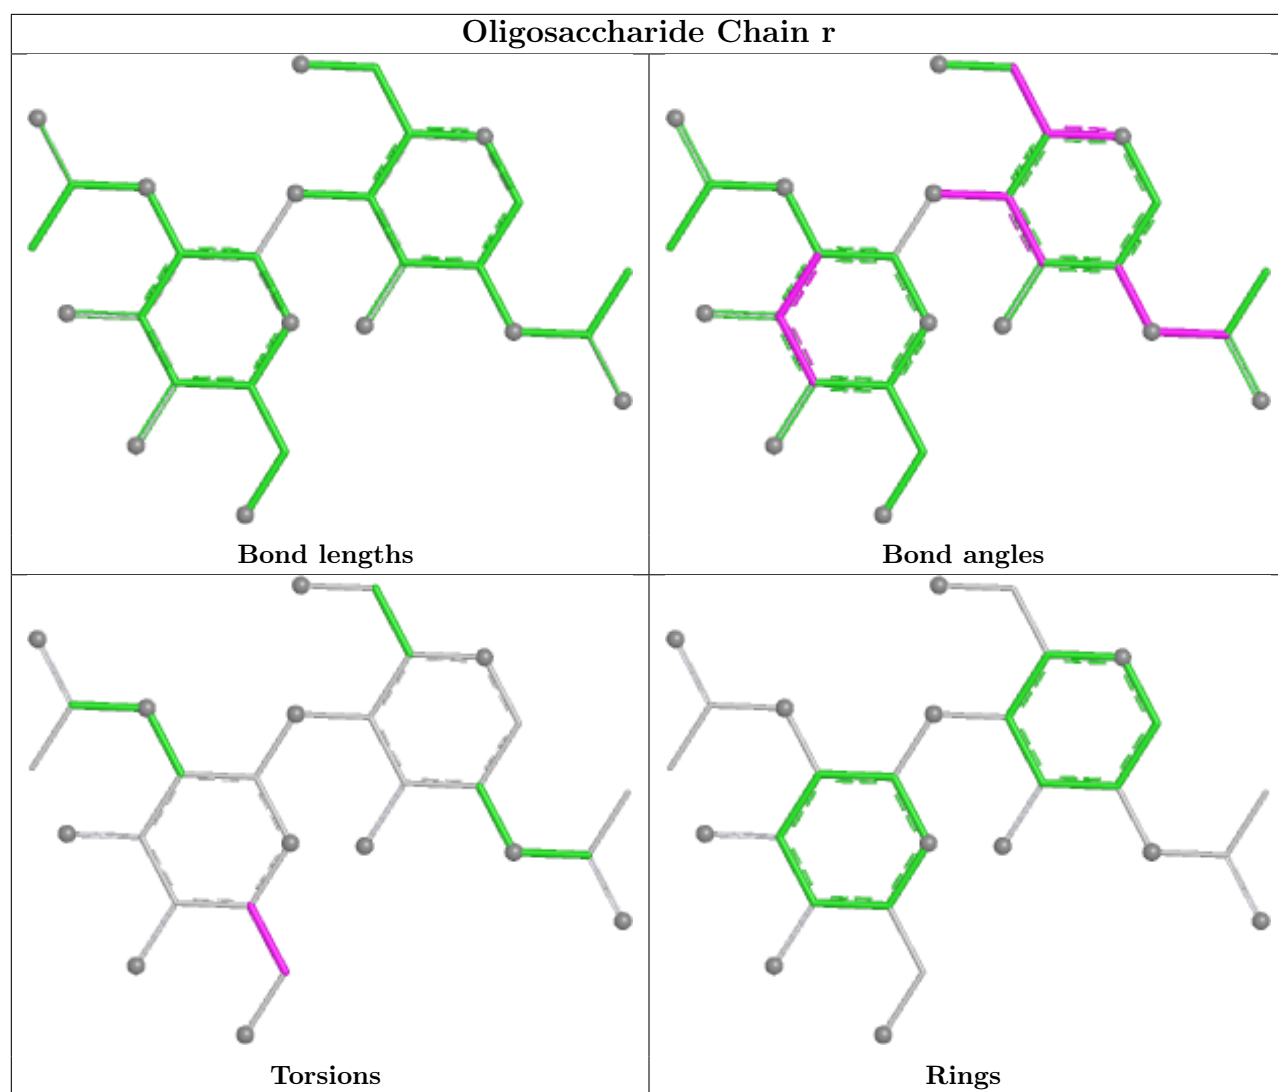 Oligosaccharide Chain r
Bond lengths
Bond angles
Torsions
Rings